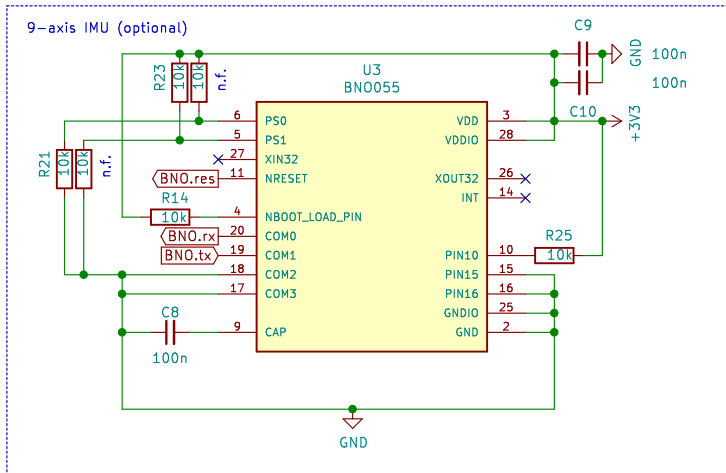 9-axis IMU (optional)
C9
GND
100n
100n
C10
+3V3
R23
10k
10k
n.f.
U3
BNO055
R21
10k
10k
n.f.
6
PS0
5
PS1
27
XIN32
BNO.res
11
NRESET
R14
10k
4
NBOOT_LOAD_PIN
BNO.rx
20
COM0
BNO.tx
19
COM1
18
COM2
17
COM3
C8
100n
9
CAP
VDD
3
VDDIO
28
XOUT32
26
INT
14
R25
PIN10
10
10k
PIN15
15
PIN16
16
GNDIO
25
GND
2
GND